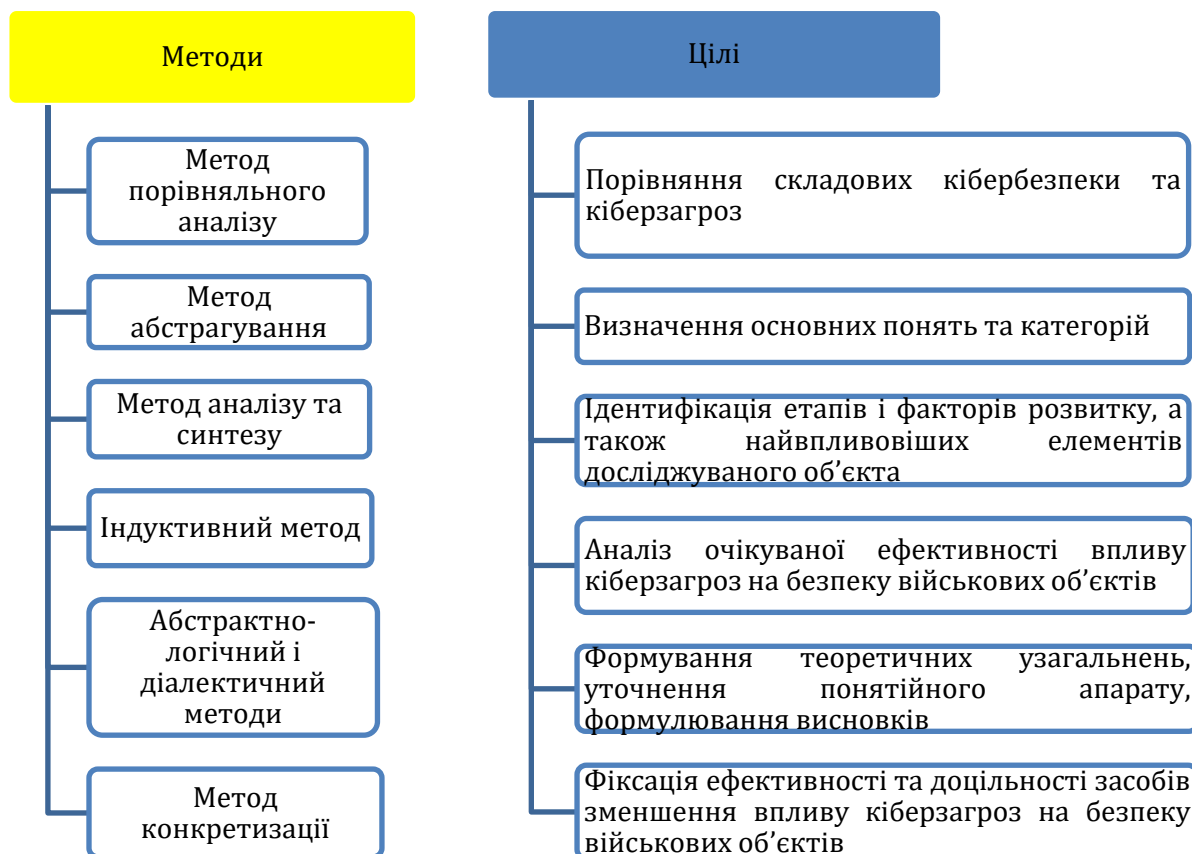 Методи
Метод
порівняльного
аналізу
Метод
абстрагування
Метод аналізу та
синтезу
Індуктивний метод
Абстрактно-
логічний і
діалектичний
методи
Метод
конкретизації
Цілі
Порівняння складових кібербезпеки та
кіберзагроз
Визначення основних понять та категорій
Ідентифікація етапів і факторів розвитку, а
також найвпливовіших елементів
досліджуваного об’єкта
Аналіз очікуваної ефективності впливу
кіберзагроз на безпеку військових об’єктів
Формування теоретичних узагальнень,
уточнення понятійного апарату,
формулювання висновків
Фіксація ефективності та доцільності засобів
зменшення впливу кіберзагроз на безпеку
військових об’єктів